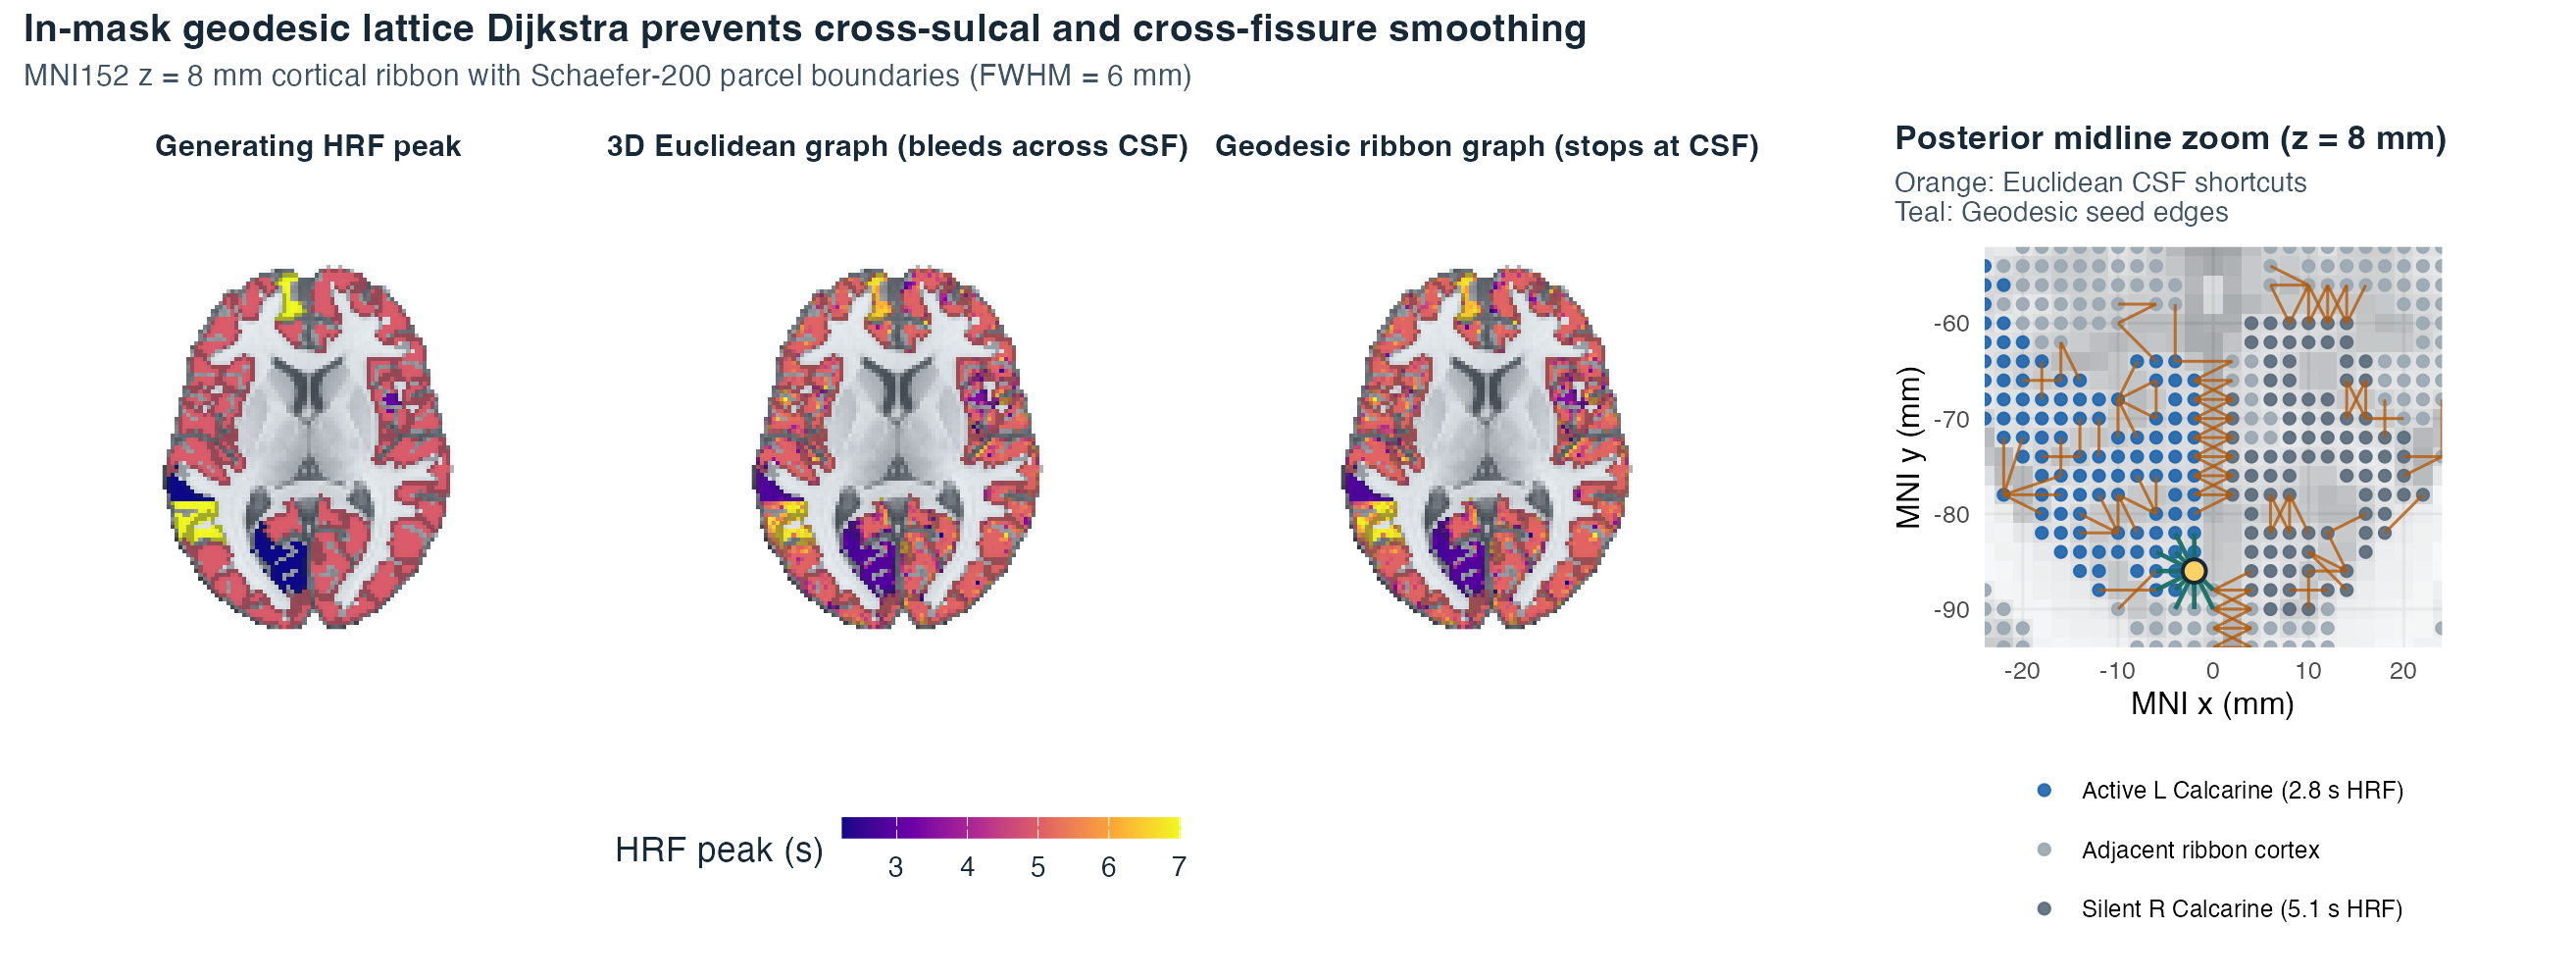 In-mask geodesic lattice Dijkstra prevents cross-sulcal and cross-fissure smoothing
MNI152 z = 8 mm cortical ribbon with Schaefer-200 parcel boundaries (FWHM = 6 mm)
Generating HRF peak
3D Euclidean graph (bleeds across CSF)
Geodesic ribbon graph (stops at CSF)
HRF peak (s)
3 4 5 6 7
Posterior midline zoom (z = 8 mm)
Orange: Euclidean CSF shortcuts
Teal: Geodesic seed edges
MNI y (mm)
-60
-70
-80
-90
-20 -10 0 10 20
MNI x (mm)
Active L Calcarine (2.8 s HRF)
Adjacent ribbon cortex
Silent R Calcarine (5.1 s HRF)